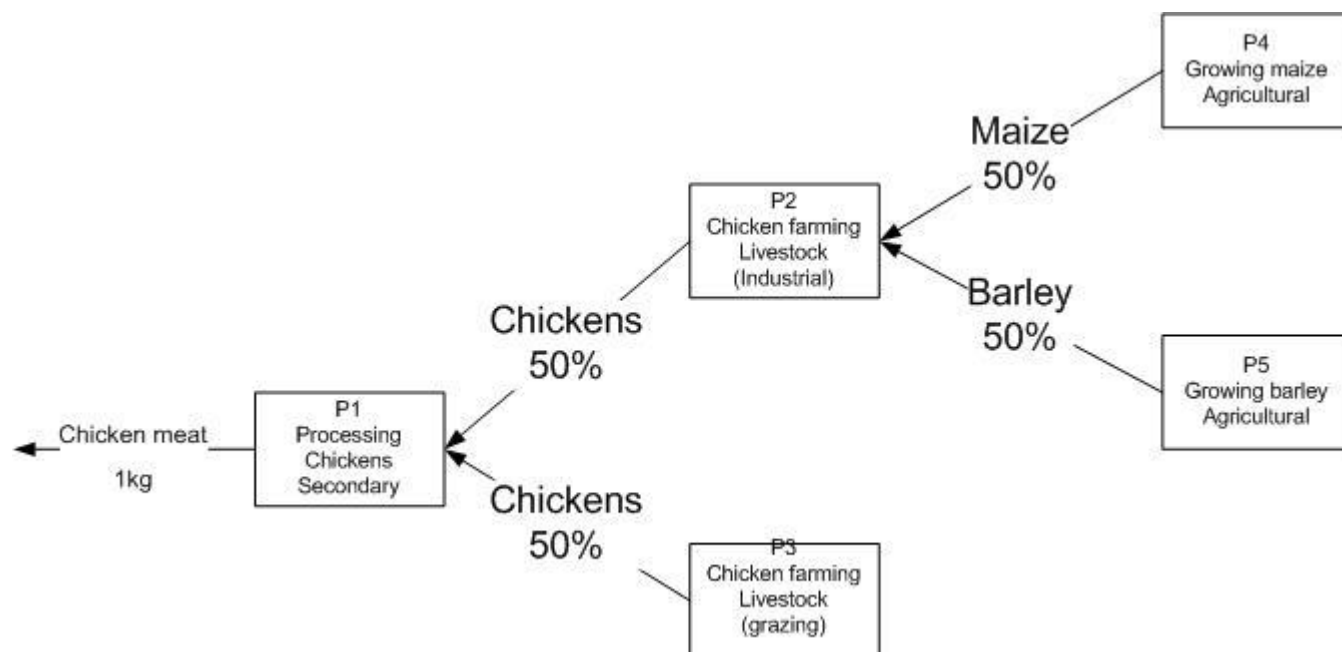 P4
Growing maize
Agricultural
Maize
50%
P2
Chicken farming
Livestock
(Industrial)
Barley
50%
Chickens
50%
P5
Growing barley
Agricultural
P1
Processing
Chickens
Secondary
Chicken meat
1kg
Chickens
50%
P3
Chicken farming
Livestock
(grazing)